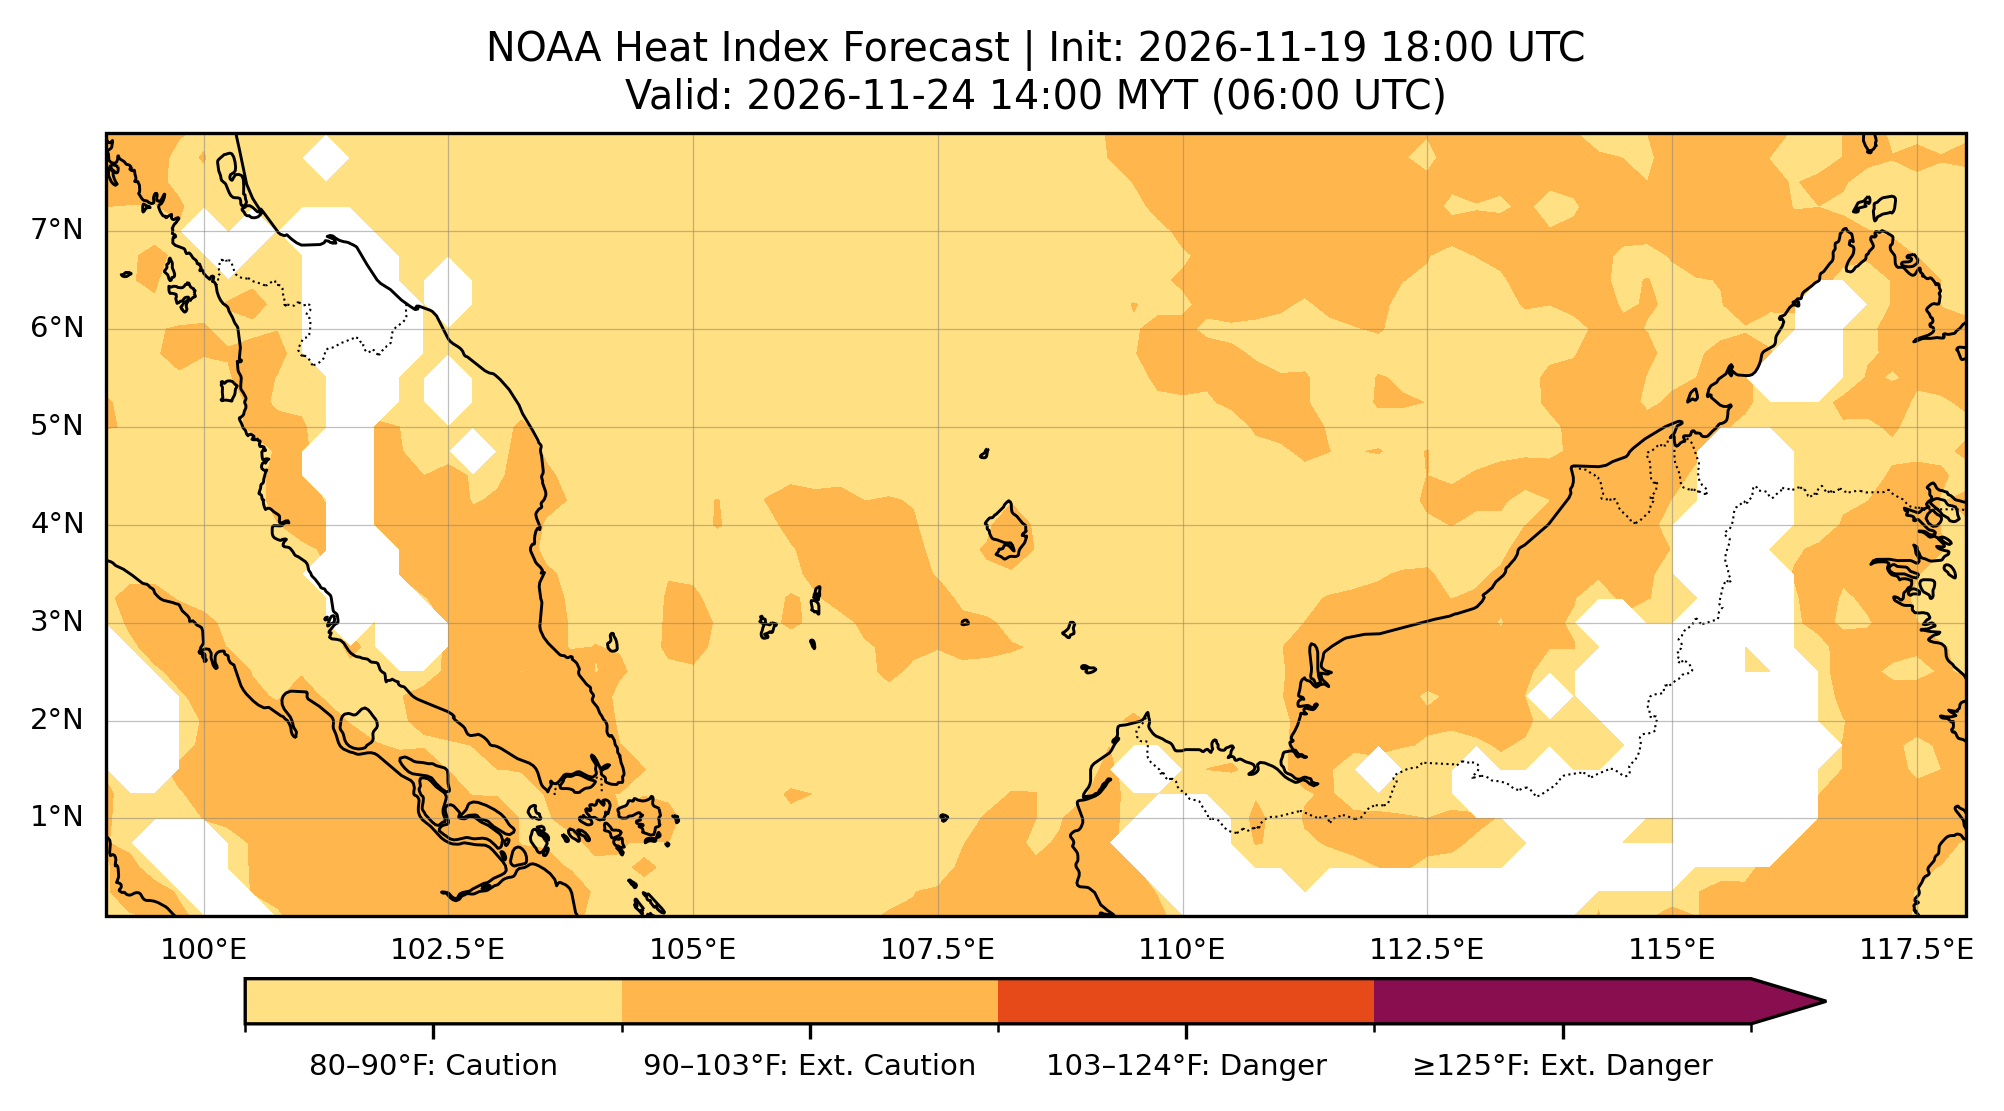 NOAA Heat Index Forecast | Init: 2026-11-19 18:00 UTC
Valid: 2026-11-24 14:00 MYT (06:00 UTC)
7°N
6°N
5°N
4°N
3°N
2°N
1°N
100°E
102.5°E
105°E
107.5°E
110°E
112.5°E
115°E
117.5°E
80–90°F: Caution
90–103°F: Ext. Caution
103–124°F: Danger
≥125°F: Ext. Danger